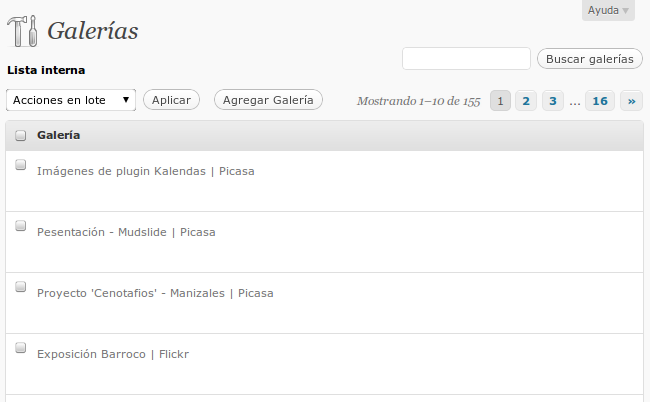 Ayuda
Galerías
Buscar galerías
Lista interna
Acciones en lote Aplicar Agregar Galería Mostrando 1–10 de 155 1 2 3 ... 16 »
Galería
Imágenes de plugin Kalendas | Picasa
Pesentación - Mudslide | Picasa
Proyecto 'Cenotafios' - Manizales | Picasa
Exposición Barroco | Flickr